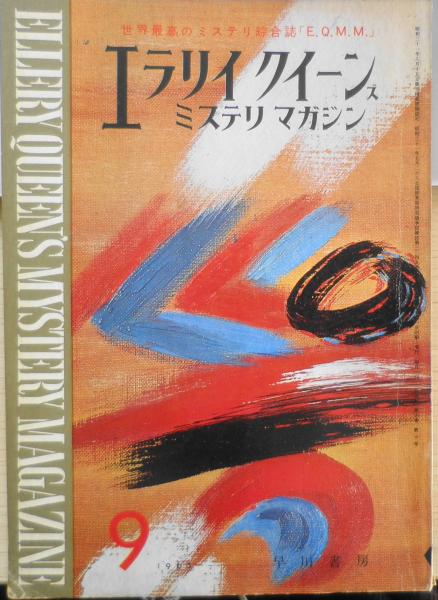 世界最高のミステリ綜合誌「E.Q.M.M.」
エラリイクイーンズ
ミステリ マガジン
ELLERY QUEEN'S MYSTERY MAGAZINE
9
早川書房